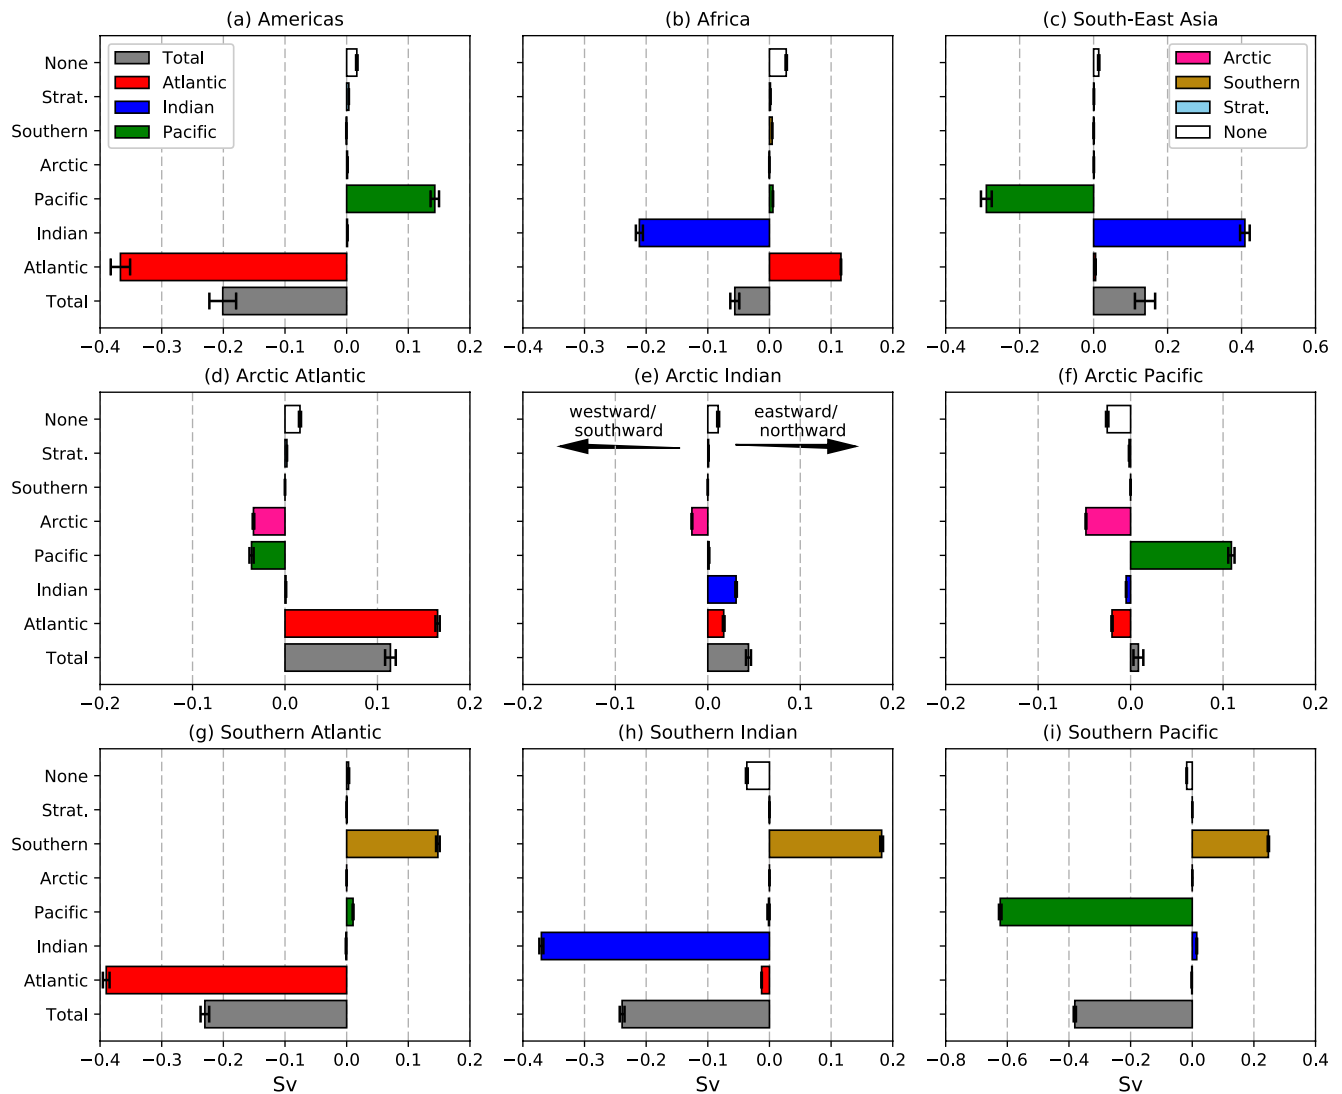 (a) Americas
(b) Africa
(c) South-East Asia
None
Strat.
Southern
Arctic
Pacific
Indian
Atlantic
Total
Total
Atlantic
Indian
Pacific
Arctic
Southern
Strat.
None
−0.4 −0.3 −0.1 0.0 0.1 0.2
−0.4 −0.3 −0.1 0.0 0.1 0.2
−0.4 −0.2 0.0 0.2 0.4 0.6
(d) Arctic Atlantic
(e) Arctic Indian
(f) Arctic Pacific
None
Strat.
Southern
Arctic
Pacific
Indian
Atlantic
Total
westward/
southward
eastward/
northward
−0.2 −0.1 0.0 0.1 0.2
−0.2 −0.1 0.0 0.1 0.2
−0.2 −0.1 0.0 0.1 0.2
(g) Southern Atlantic
(h) Southern Indian
(i) Southern Pacific
None
Strat.
Southern
Arctic
Pacific
Indian
Atlantic
Total
−0.4 −0.3 −0.1 0.0 0.1 0.2
−0.4 −0.3 −0.1 0.0 0.1 0.2
−0.8 −0.6 −0.4 −0.2 0.0 0.2 0.4
Sv
Sv
Sv